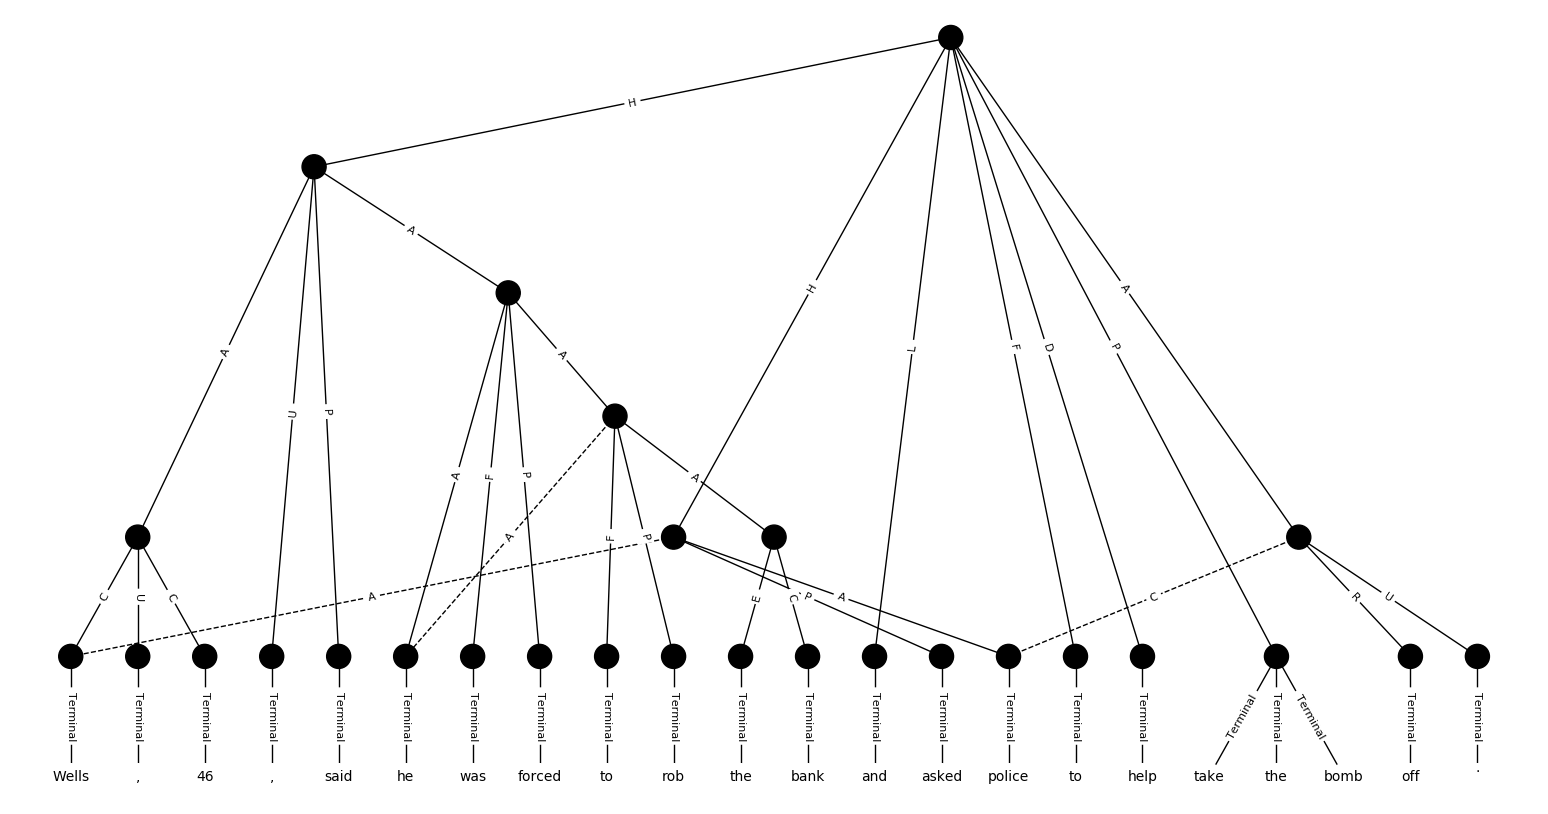 H
A
H
A
A
U
P
A
L
F
D
P
A
A
F
P
A
A
F
P
C
U
C
A
E
C
P
A
C
R
U
Terminal Terminal Terminal Terminal Terminal Terminal Terminal Terminal Terminal Terminal Terminal Terminal Terminal Terminal Terminal Terminal Terminal Terminal Terminal Terminal Terminal Terminal
Wells , 46 , said he was forced to rob the bank and asked police to help take the bomb off .